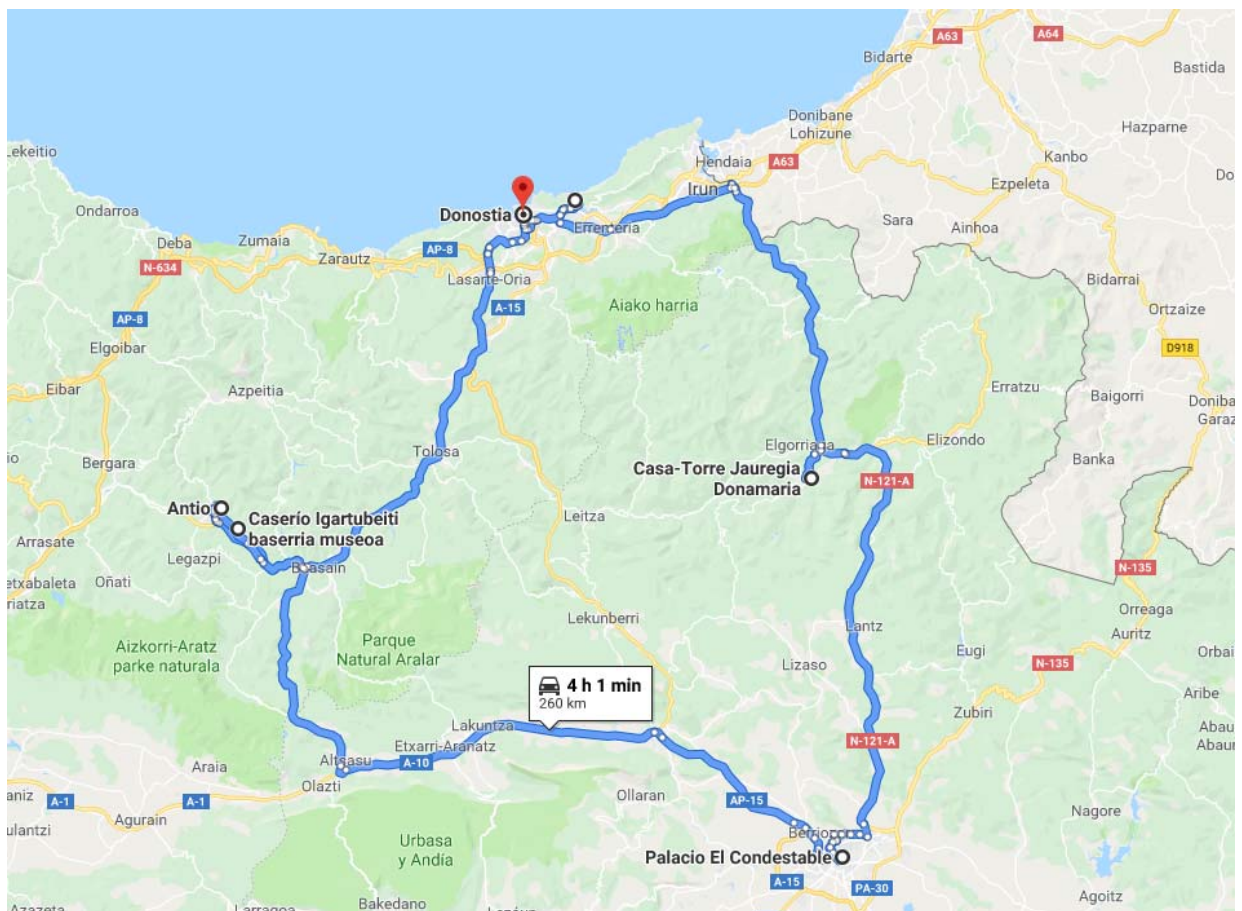 A63
A64
Bidarte
Bastida
Donibane
Lohizune
Hazparne
Lekeitio
Hendaia
A63
Kanbo
Irun
Ezpeleta
Ondarroa
Donostia
Errenteria
Sara
Ainhoa
Deba
Zumaia
Zarautz
AP-8
N-634
Lasarte-Oria
Bidarrai
A-15
Aiako harria
Ortzaize
AP-8
Elgoibar
D918
Eibar
Azpeitia
Erratzu
Baigorri
Elgorriaga
Elizondo
Tolosa
Bergara
Casa-Torre Jauregia
Donamaria
N-121-A
Banka
Antio
Caserío Igartubeiti
baserria museoa
Leitza
Arrasate
Legazpi
Beasain
Oñati
N-135
Lekunberri
Lantz
Orreaga
Auritz
Aizkorri-Aratz
parke naturala
Parque
Natural Aralar
Lizaso
Eugi
N-135
4 h 1 min
260 km
Aribe
Zubiri
Lakuntza
N-121-A
Etxarri-Aranatz
Araia
Altsasu
A-10
Olazti
A-1
A-1
Agurain
Ollaran
AP-15
Nagore
Urbasa
y Andía
Palacio El Condestable
A-15
PA-30
Agoitz
Bakedano
Larragoa